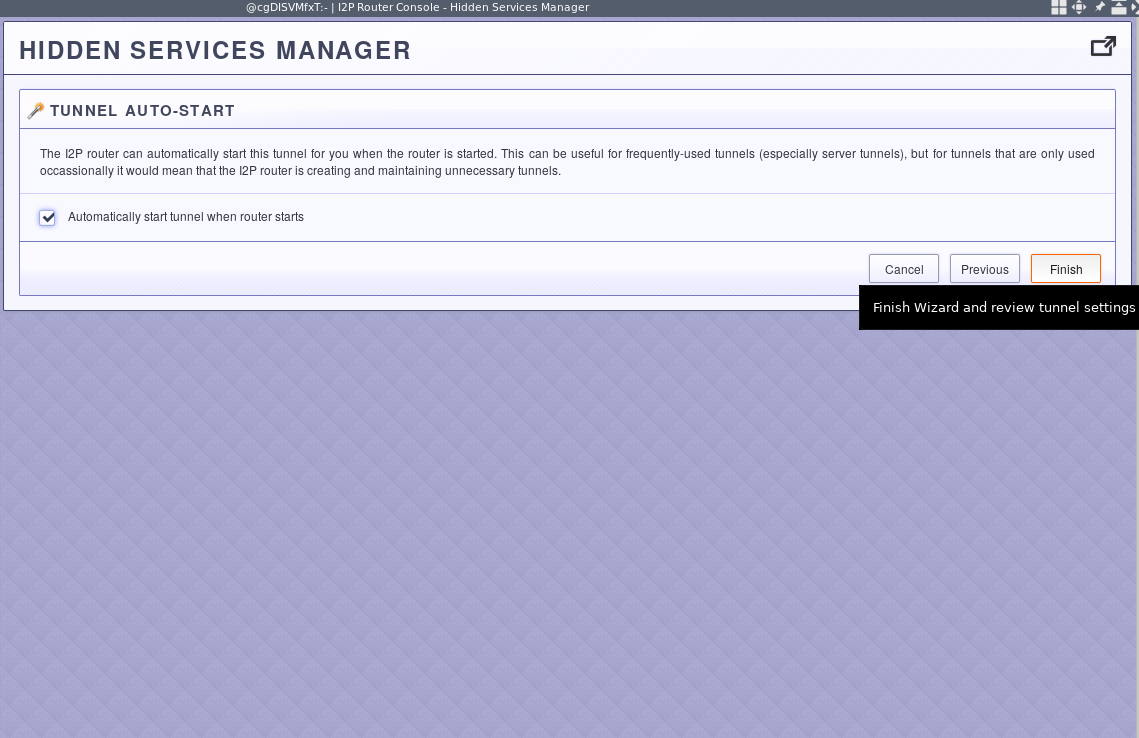 @cgDISVMfxT:- | I2P Router Console - Hidden Services Manager
HIDDEN SERVICES MANAGER
TUNNEL AUTO-START
The I2P router can automatically start this tunnel for you when the router is started. This can be useful for frequently-used tunnels (especially server tunnels), but for tunnels that are only used
occassionally it would mean that the I2P router is creating and maintaining unnecessary tunnels.
Automatically start tunnel when router starts
Cancel Previous Finish
Finish Wizard and review tunnel settings